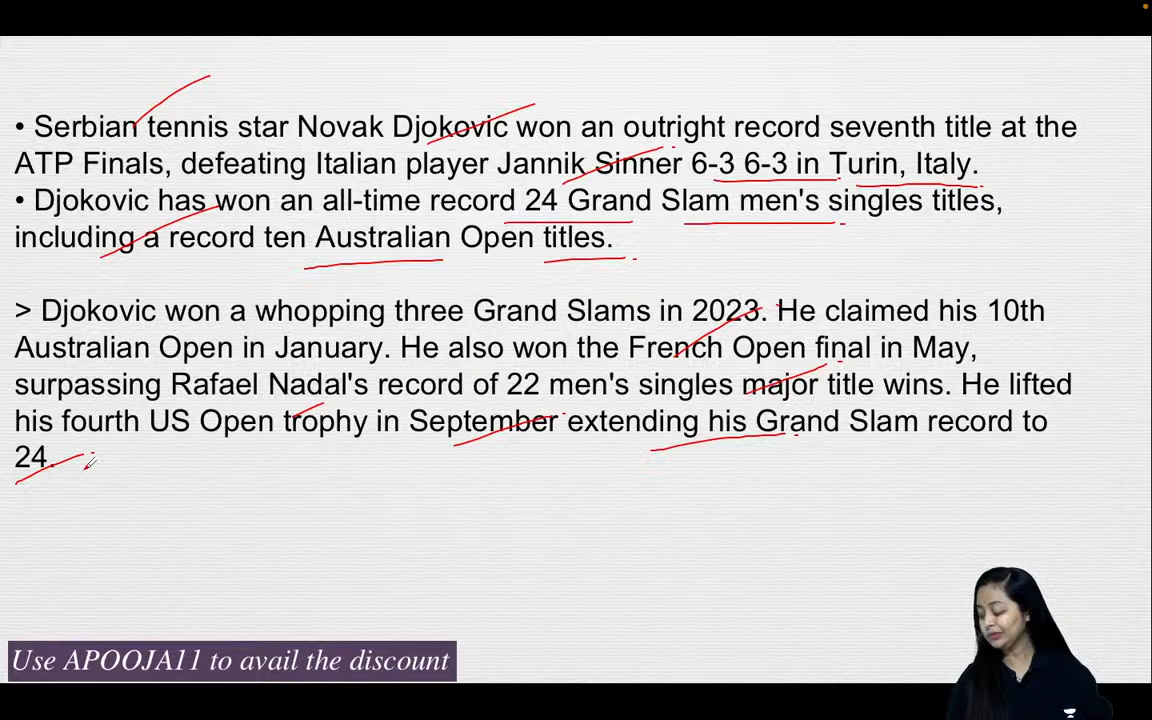 • Serbian tennis star Novak Djokovic won an outright record seventh title at the
ATP Finals, defeating Italian player Jannik Sinner 6-3 6-3 in Turin, Italy.
• Djokovic has won an all-time record 24 Grand Slam men's singles titles,
including a record ten Australian Open titles.
> Djokovic won a whopping three Grand Slams in 2023. He claimed his 10th
Australian Open in January. He also won the French Open final in May,
surpassing Rafael Nadal's record of 22 men's singles major title wins. He lifted
his fourth US Open trophy in September extending his Grand Slam record to
24.
Use APOOJA11 to avail the discount